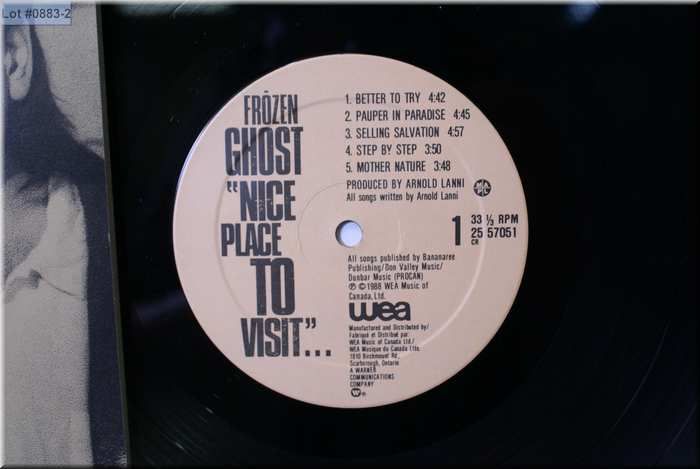 Lot #0883-2
FRÖZEN
GHOST
"NICE
PLACE
TO
VISIT"...
1. BETTER TO TRY 4:42
2. PAUPER IN PARADISE 4:45
3. SELLING SALVATION 4:57
4. STEP BY STEP 3:50
5. MOTHER NATURE 3:48
PRODUCED BY ARNOLD LANNI
All songs written by Arnold Lanni
MAPL
1
33 ⅓ RPM
25 57051
CR
All songs published by Bananaree
Publishing/Don Valley Music/
Dunbar Music (PROCAN)
℗ © 1988 WEA Music of
Canada, Ltd.
wea
Manufactured and Distributed by/
Fabriqué et Distribué par:
WEA Music of Canada Ltd./
WEA Musique du Canada Ltée.
1810 Birchmount Rd.,
Scarborough, Ontario
A WARNER
COMMUNICATIONS
COMPANY